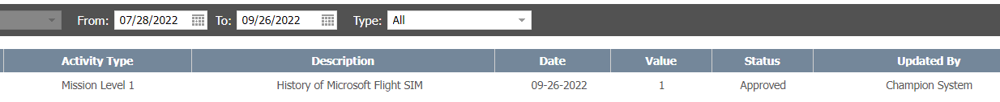 From: 07/28/2022 To: 09/26/2022 Type: All
Activity Type Description Date Value Status Updated By
Mission Level 1 History of Microsoft Flight SIM 09-26-2022 1 Approved Champion System